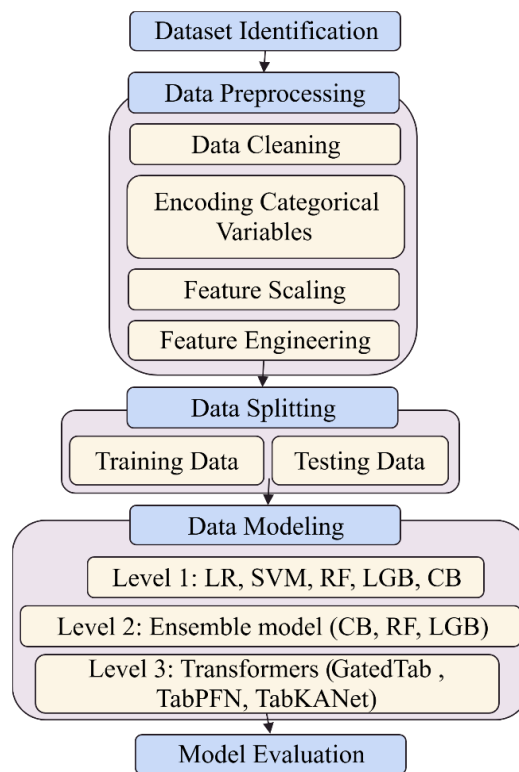 Dataset Identification
Data Preprocessing
Data Cleaning
Encoding Categorical
Variables
Feature Scaling
Feature Engineering
Data Splitting
Training Data
Testing Data
Data Modeling
Level 1: LR, SVM, RF, LGB, CB
Level 2: Ensemble model (CB, RF, LGB)
Level 3: Transformers (GatedTab ,
TabPFN, TabKANet)
Model Evaluation